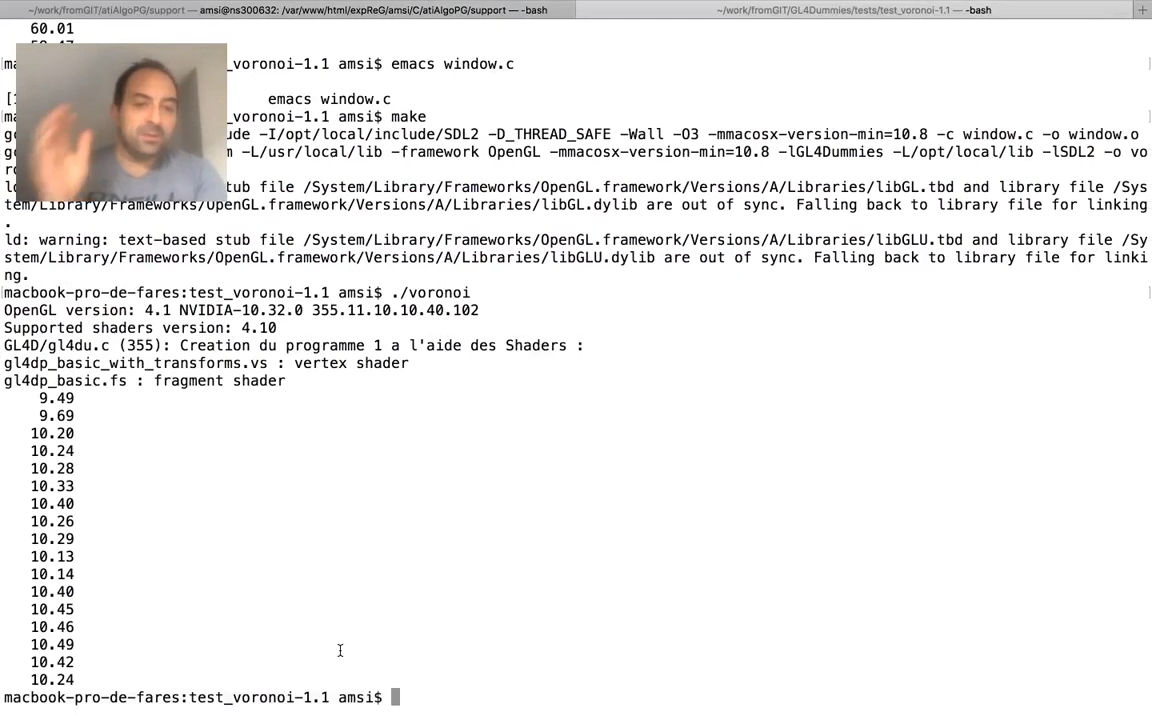 ~/work/fromGIT/atiAlgoPG/support — -bash
amsi@ns300632: /var/www/html/expReG/amsi/C/atiAlgoPG/support — -bash
~/work/fromGIT/GL4Dummies/tests/test_voronoi-1.1 — -bash
60.01
_voronoi-1.1 amsi$ emacs window.c
emacs window.c
_voronoi-1.1 amsi$ make
ude -I/opt/local/include/SDL2 -D_THREAD_SAFE -Wall -O3 -mmacosx-version-min=10.8 -c window.c -o window.o
m -L/usr/local/lib -framework OpenGL -mmacosx-version-min=10.8 -lGL4Dummies -L/opt/local/lib -lSDL2 -o vo
tub file /System/Library/Frameworks/OpenGL.framework/Versions/A/Libraries/libGL.tbd and library file /Sys
tem/Library/Frameworks/OpenGL.framework/Versions/A/Libraries/libGL.dylib are out of sync. Falling back to library file for linking
.
ld: warning: text-based stub file /System/Library/Frameworks/OpenGL.framework/Versions/A/Libraries/libGLU.tbd and library file /Sy
stem/Library/Frameworks/OpenGL.framework/Versions/A/Libraries/libGLU.dylib are out of sync. Falling back to library file for linki
ng.
macbook-pro-de-fares:test_voronoi-1.1 amsi$ ./voronoi
OpenGL version: 4.1 NVIDIA-10.32.0 355.11.10.10.40.102
Supported shaders version: 4.10
GL4D/gl4du.c (355): Creation du programme 1 a l'aide des Shaders :
gl4dp_basic_with_transforms.vs : vertex shader
gl4dp_basic.fs : fragment shader
9.49
9.69
10.20
10.24
10.28
10.33
10.40
10.26
10.29
10.13
10.14
10.40
10.45
10.46
10.49
10.42
10.24
macbook-pro-de-fares:test_voronoi-1.1 amsi$